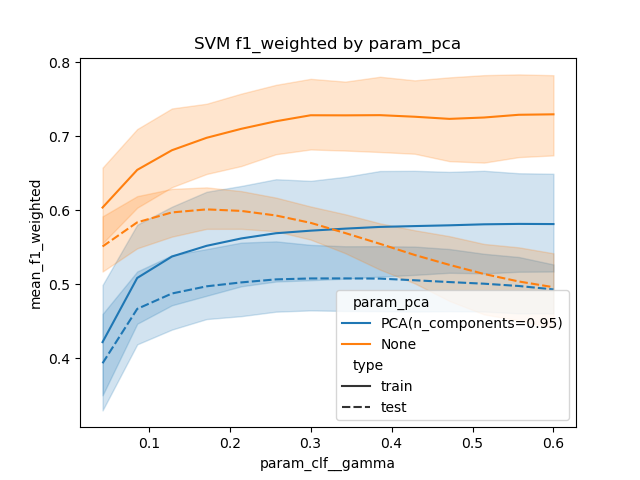 SVM f1_weighted by param_pca
mean_f1_weighted
0.8
0.7
0.6
0.5
0.4
param_pca
PCA(n_components=0.95)
None
type
train
test
0.1 0.2 0.3 0.4 0.5 0.6
param_clf__gamma